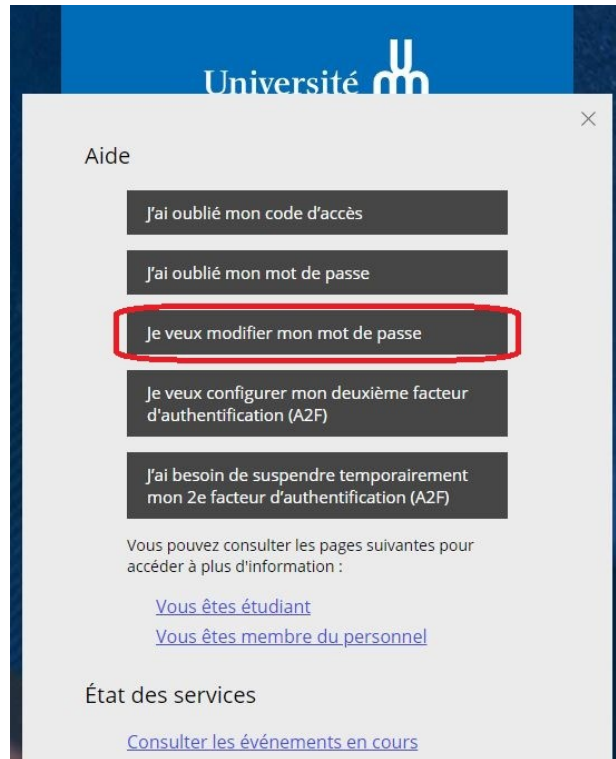 Université
Aide
J'ai oublié mon code d'accès
J'ai oublié mon mot de passe
Je veux modifier mon mot de passe
Je veux configurer mon deuxième facteur
d'authentification (A2F)
J'ai besoin de suspendre temporairement
mon 2e facteur d'authentification (A2F)
Vous pouvez consulter les pages suivantes pour
accéder à plus d'information :
Vous êtes étudiant
Vous êtes membre du personnel
État des services
Consulter les événements en cours